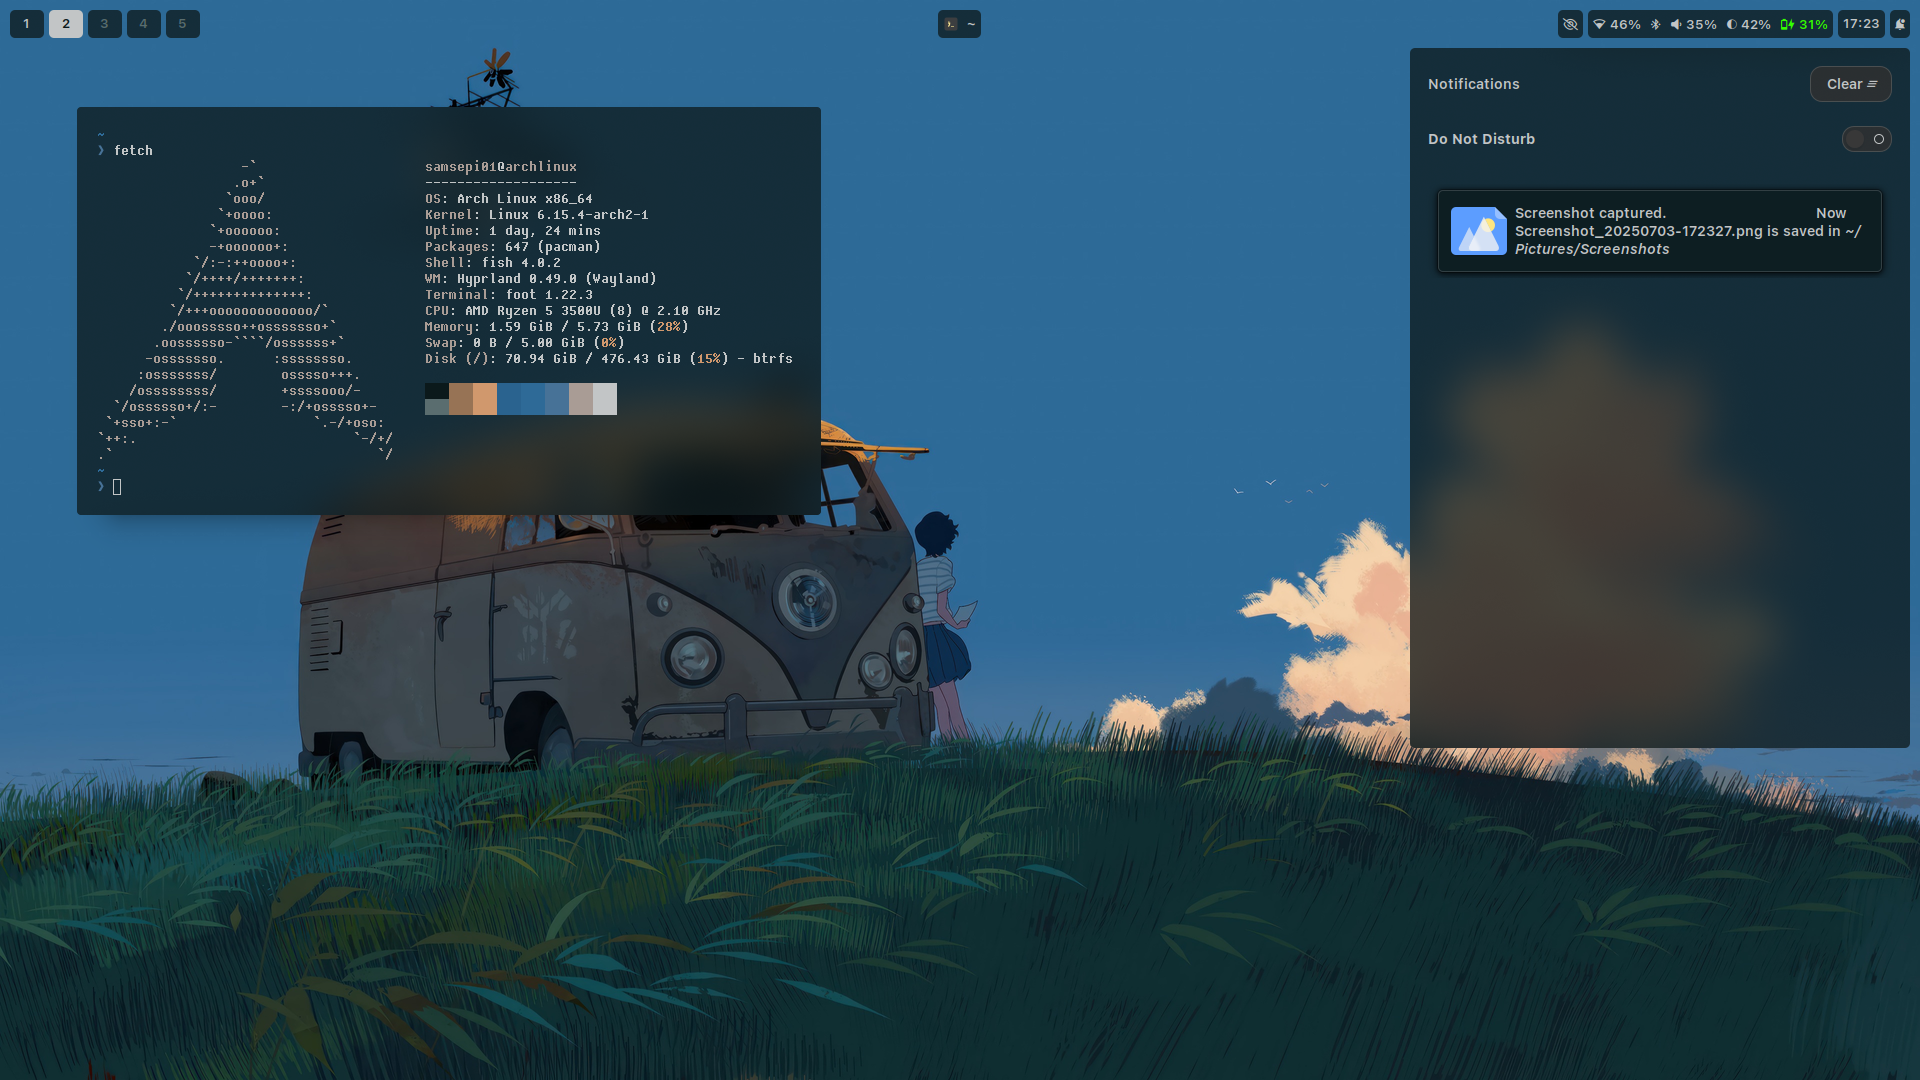 1 2 3 4 5
~
46% 35% 42% 31% 17:23
~
❯ fetch
-`
.o+`
`ooo/
`+oooo:
`+oooooo:
-+oooooo+:
`/:-:++oooo+:
`/++++/+++++++:
`/++++++++++++++:
`/+++ooooooooooooo/`
./ooosssso++osssssso+`
.oossssso-````/ossssss+`
-osssssso.      :ssssssso.
:osssssss/        osssso+++.
/ossssssss/        +ssssooo/-
`/ossssso+/:-        -:/+osssso+-
`+sso+:-`                 `.-/+oso:
`++:.                           `-/+/
.`                                 `/
samsepi01@archlinux
-------------------
OS: Arch Linux x86_64
Kernel: Linux 6.15.4-arch2-1
Uptime: 1 day, 24 mins
Packages: 647 (pacman)
Shell: fish 4.0.2
WM: Hyprland 0.49.0 (Wayland)
Terminal: foot 1.22.3
CPU: AMD Ryzen 5 3500U (8) @ 2.10 GHz
Memory: 1.59 GiB / 5.73 GiB (28%)
Swap: 0 B / 5.00 GiB (0%)
Disk (/): 70.94 GiB / 476.43 GiB (15%) - btrfs
~
❯
Notifications
Clear
Do Not Disturb
Screenshot captured. Now
Screenshot_20250703-172327.png is saved in ~/
Pictures/Screenshots